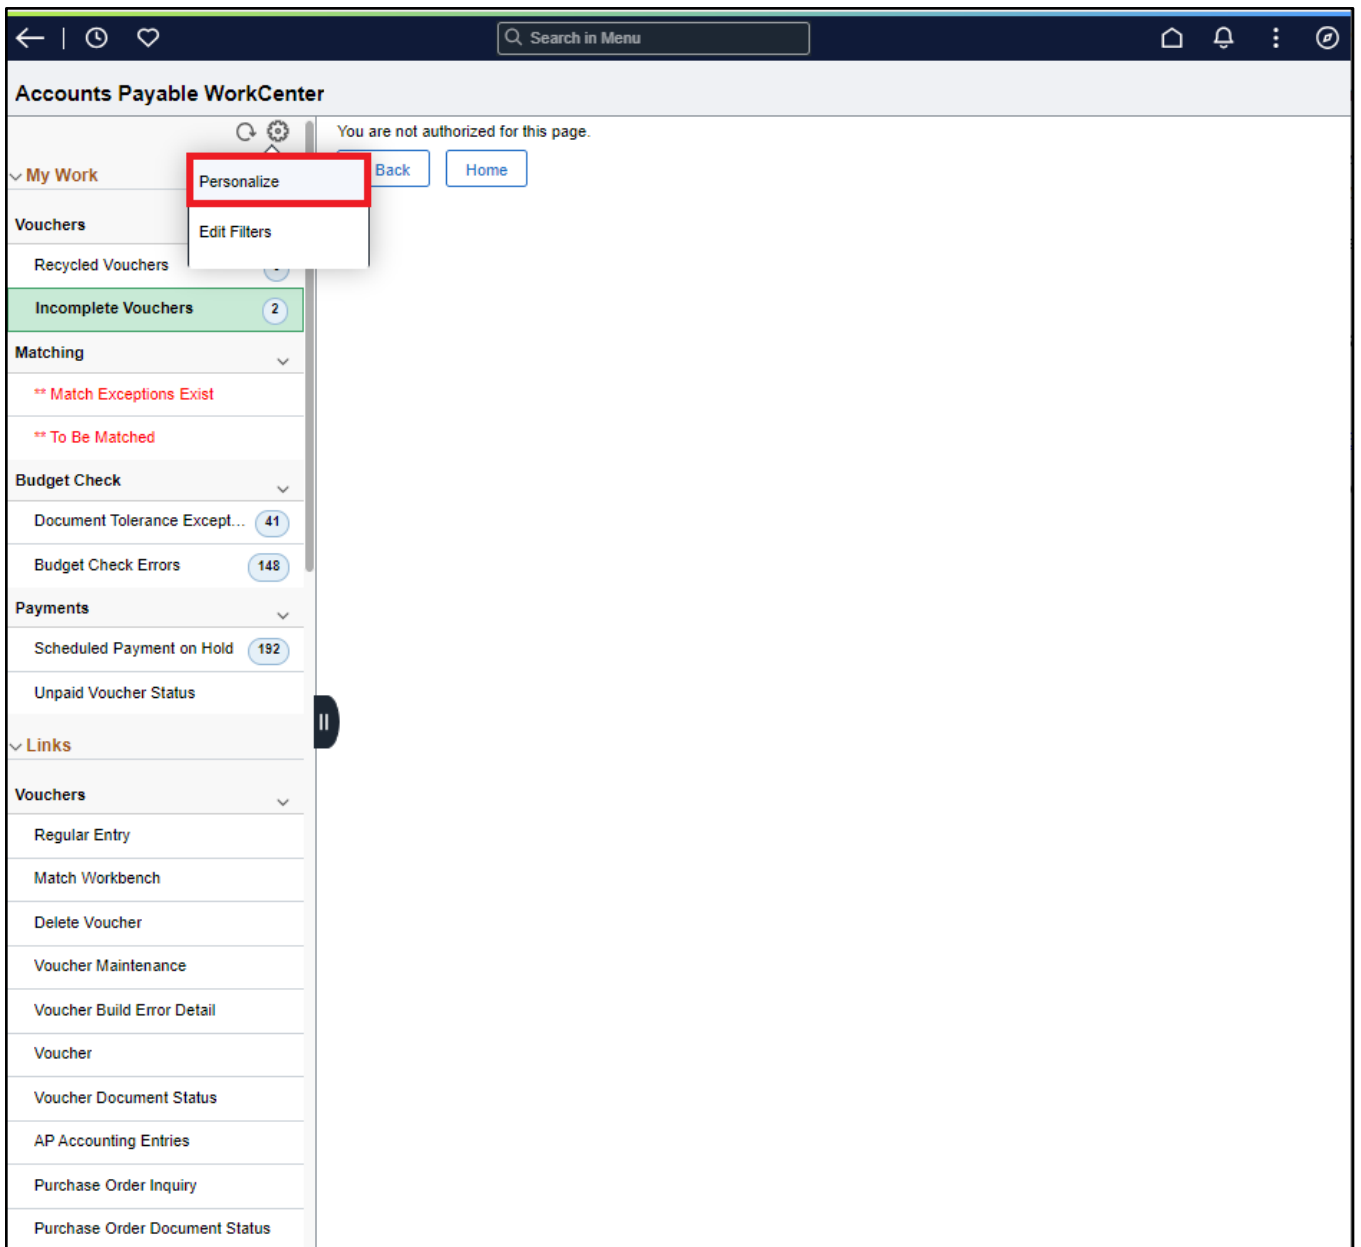 Search in Menu
Accounts Payable WorkCenter
You are not authorized for this page.
Back
Home
My Work
Personalize
Edit Filters
Vouchers
Recycled Vouchers
Incomplete Vouchers 2
Matching
** Match Exceptions Exist
** To Be Matched
Budget Check
Document Tolerance Except... 41
Budget Check Errors 148
Payments
Scheduled Payment on Hold 192
Unpaid Voucher Status
Links
Vouchers
Regular Entry
Match Workbench
Delete Voucher
Voucher Maintenance
Voucher Build Error Detail
Voucher
Voucher Document Status
AP Accounting Entries
Purchase Order Inquiry
Purchase Order Document Status